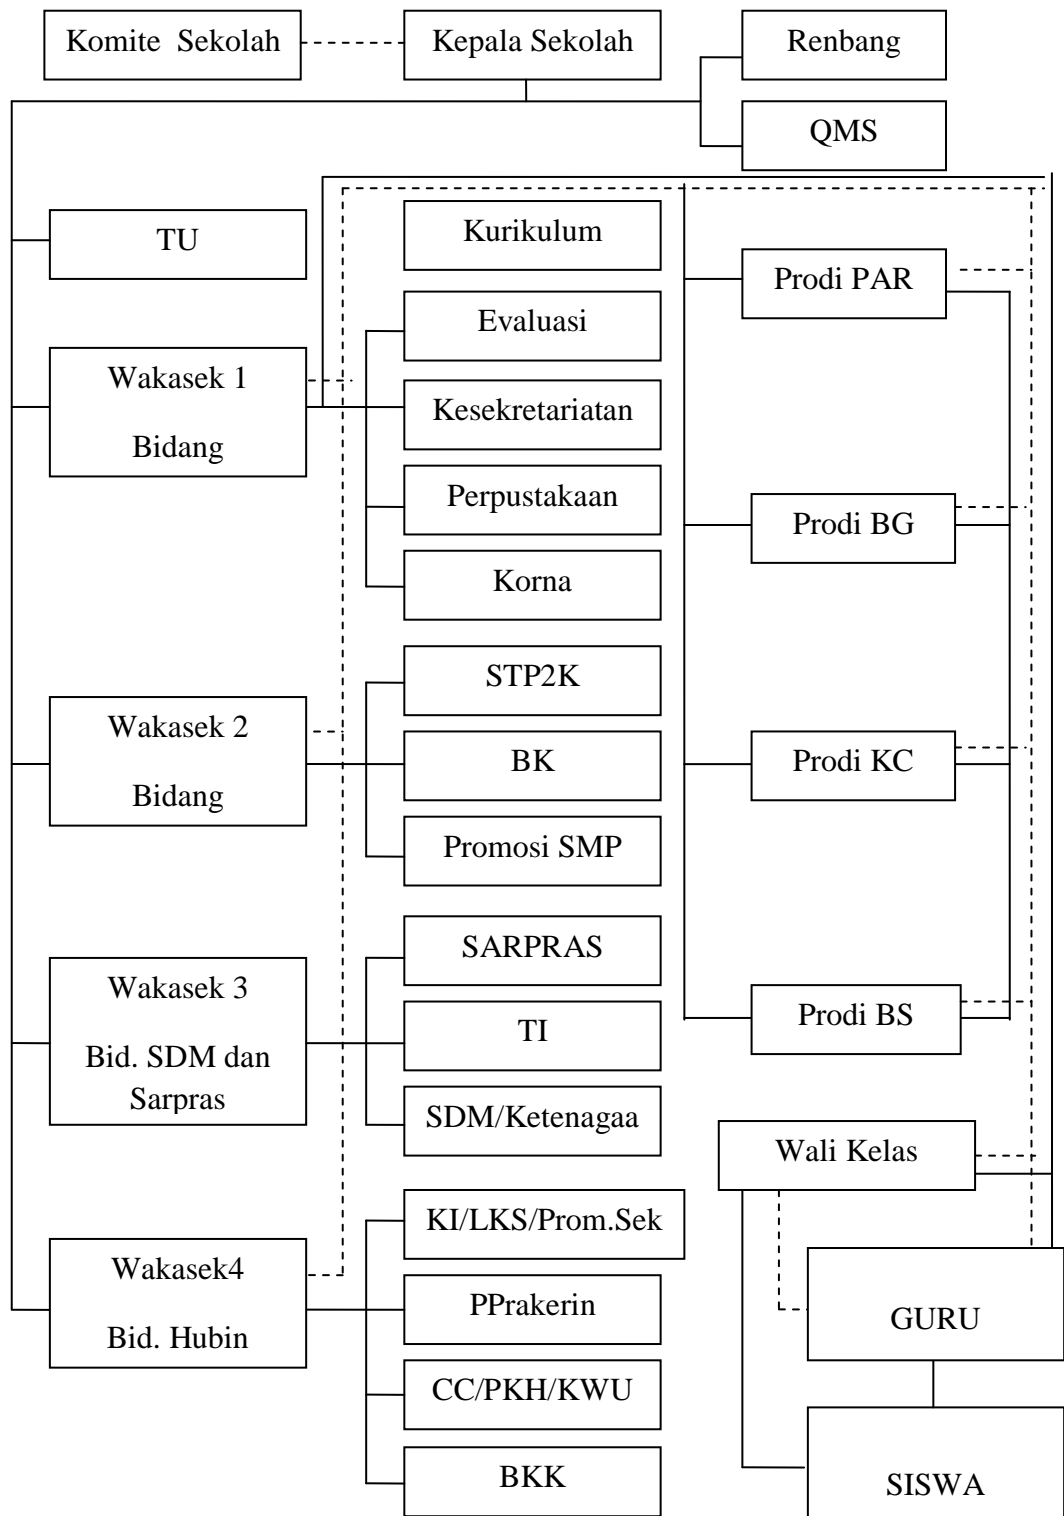 Komite  Sekolah
Kepala Sekolah
Renbang
QMS
TU
Kurikulum
Prodi PAR
Evaluasi
Wakasek 1
Bidang
Kesekretariatan
Perpustakaan
Prodi BG
Korna
STP2K
Wakasek 2
Bidang
BK
Prodi KC
Promosi SMP
SARPRAS
Wakasek 3
Bid. SDM dan
Sarpras
TI
Prodi BS
SDM/Ketenagaa
Wali Kelas
KI/LKS/Prom.Sek
Wakasek4
Bid. Hubin
PPrakerin
GURU
CC/PKH/KWU
BKK
SISWA